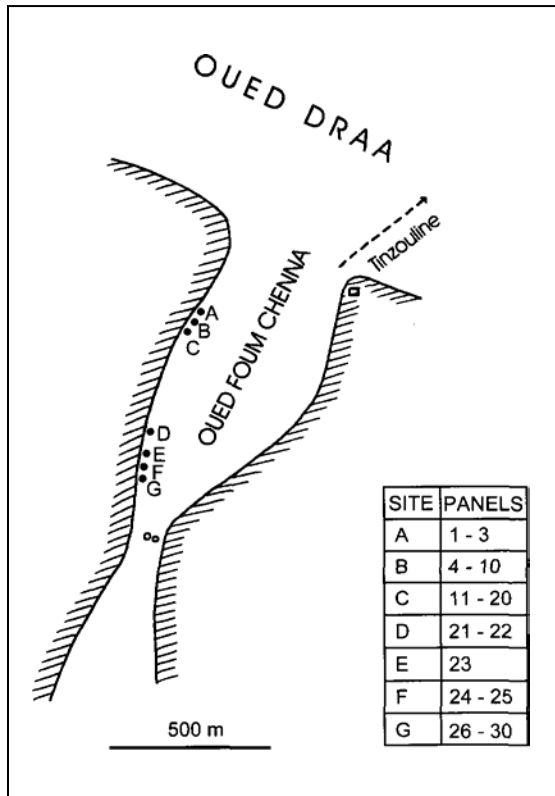 OUED DRAA
Tinzouline
OUED FOUM CHENNA
A
B
C
D
E
F
G
SITE PANELS
A 1 - 3
B 4 - 10
C 11 - 20
D 21 - 22
E 23
F 24 - 25
G 26 - 30
500 m